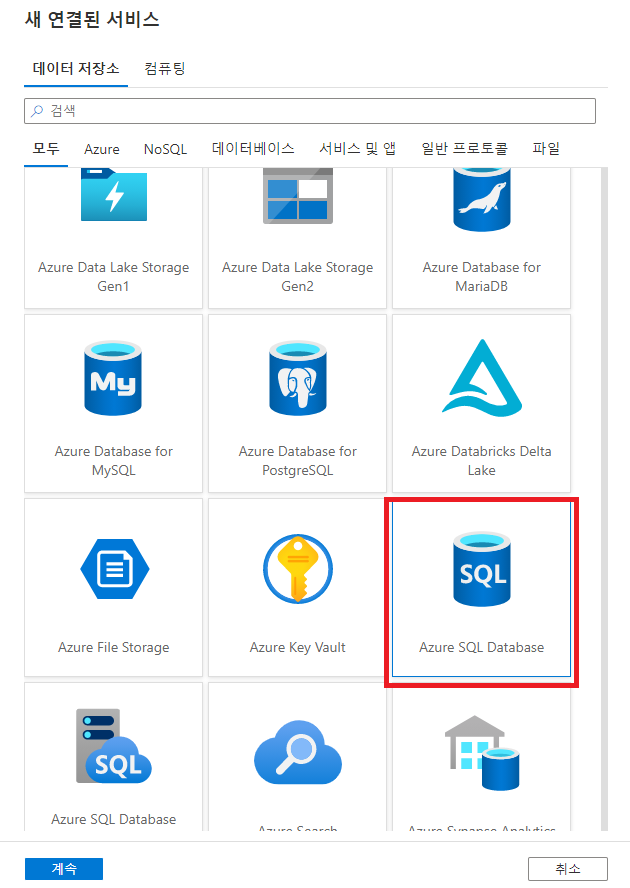 새 연결된 서비스
데이터 저장소 컴퓨팅
검색
모두 Azure NoSQL 데이터베이스 서비스 및 앱 일반 프로토콜 파일
Azure Data Lake Storage
Gen1
Azure Data Lake Storage
Gen2
Azure Database for
MariaDB
My
Azure Database for
MySQL
Azure Database for
PostgreSQL
Azure Databricks Delta
Lake
Azure File Storage
Azure Key Vault
SQL
Azure SQL Database
SQL
Azure SQL Database
Azure Search
Azure Synapse Analytics
계속 취소